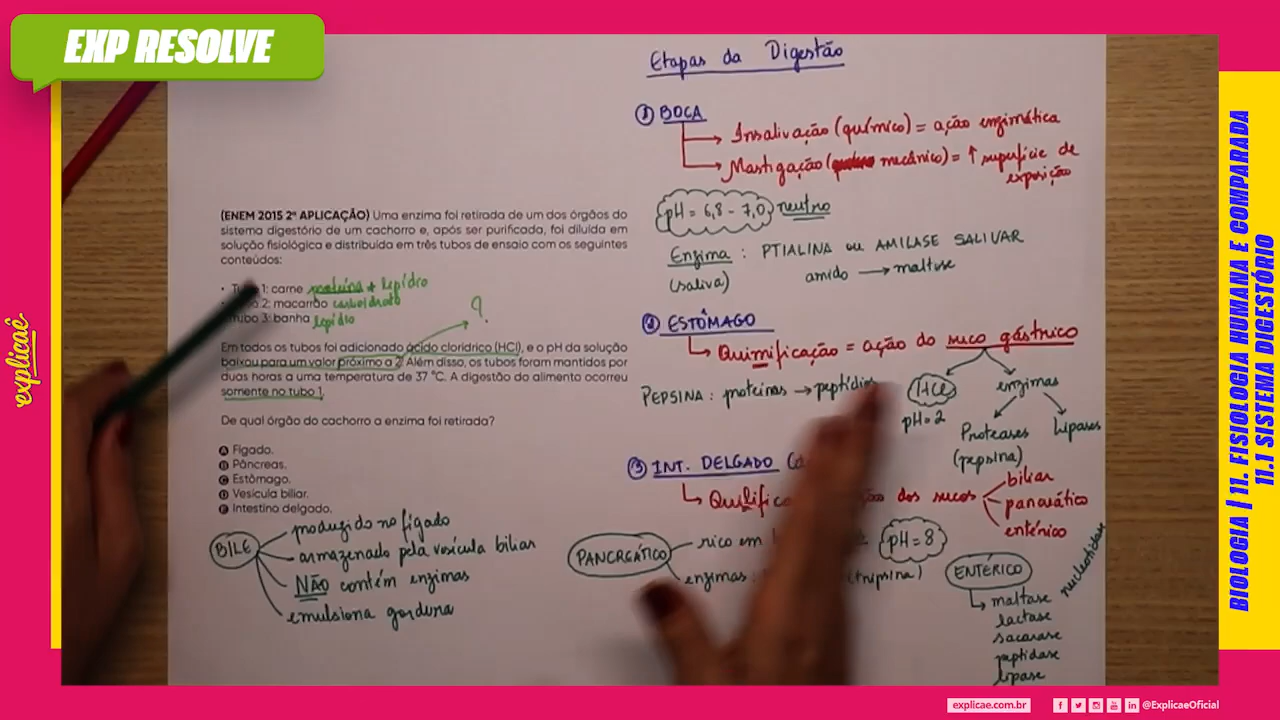 EXP RESOLVE
explicaê
(ENEM 2015 2ª APLICAÇÃO) Uma enzima foi retirada de um dos órgãos do
sistema digestório de um cachorro e, após ser purificada, foi diluída em
solução fisiológica e distribuída em três tubos de ensaio com os seguintes
conteúdos:
1: carne proteína + lipídio
2: macarrão carboidrato
Tubo 3: banha lipídio
?
Em todos os tubos foi adicionado ácido clorídrico (HCl), e o pH da solução
baixou para um valor próximo a 2. Além disso, os tubos foram mantidos por
duas horas a uma temperatura de 37 °C. A digestão do alimento ocorreu
somente no tubo 1.
De qual órgão do cachorro a enzima foi retirada?
A Fígado.
B Pâncreas.
C Estômago.
D Vesícula biliar.
E Intestino delgado.
BILE
produzido no fígado
armazenado pela vesícula biliar
NÃO contém enzimas
emulsiona gordura
Etapas da Digestão
1 BOCA
Insalivação (químico) = ação enzimática
Mastigação ( mecânico) = ↑ superfície de
exposição
pH = 6,8 - 7,0 neutro
Enzima : PTIALINA ou AMILASE SALIVAR
(saliva) amido → maltose
2 ESTÔMAGO
Quimificação = ação do suco gástrico
PEPSINA : proteínas → peptídios
HCl enzimas
pH = 2
Proteases Lipases
(pepsina)
3 INT. DELGADO
dos sucos
biliar
pancreático
entérico
PANCREÁTICO
rico em
pH = 8
enzimas :
ENTÉRICO
maltase
lactase
sacarase
peptidase
lipase
BIOLOGIA | 11. FISIOLOGIA HUMANA E COMPARADA
11.1 SISTEMA DIGESTÓRIO
explicae.com.br
@ExplicaeOficial